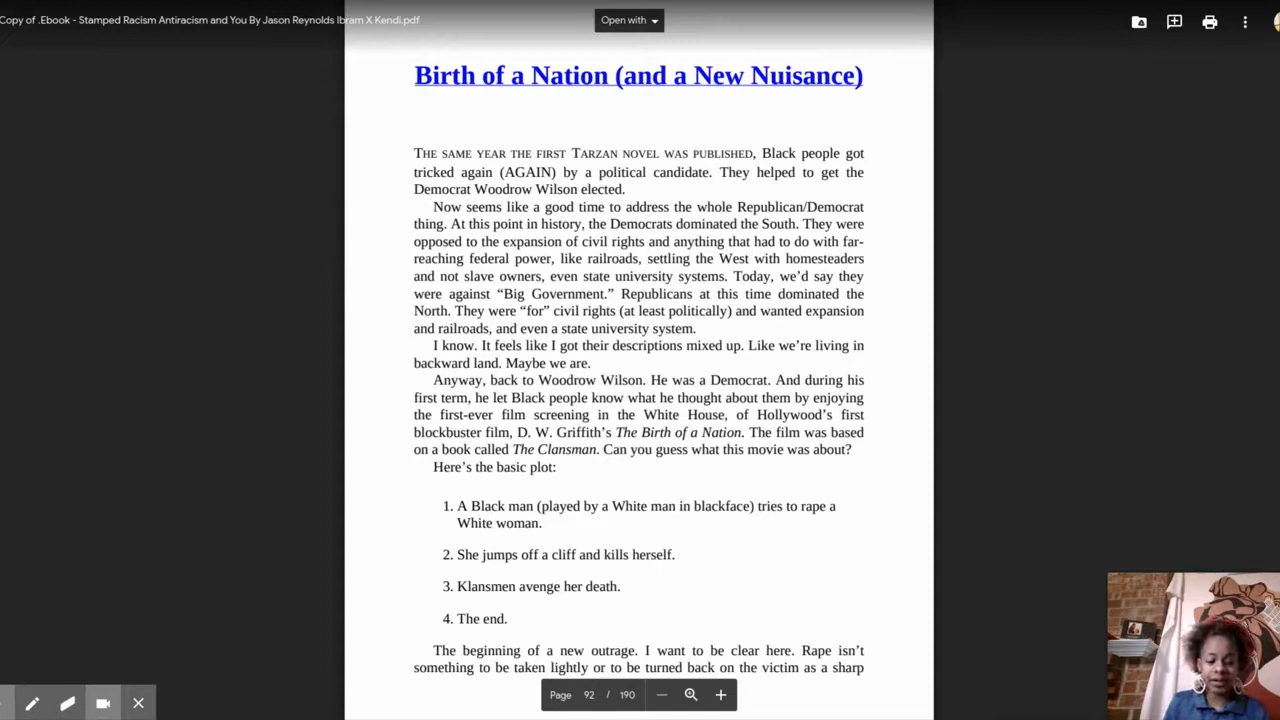 Copy of .Ebook - Stamped Racism Antiracism and You By Jason Reynolds Ibram X Kendi.pdf
Open with
Birth of a Nation (and a New Nuisance)
THE SAME YEAR THE FIRST TARZAN NOVEL WAS PUBLISHED, Black people got
tricked again (AGAIN) by a political candidate. They helped to get the
Democrat Woodrow Wilson elected.
Now seems like a good time to address the whole Republican/Democrat
thing. At this point in history, the Democrats dominated the South. They were
opposed to the expansion of civil rights and anything that had to do with far-
reaching federal power, like railroads, settling the West with homesteaders
and not slave owners, even state university systems. Today, we’d say they
were against “Big Government.” Republicans at this time dominated the
North. They were “for” civil rights (at least politically) and wanted expansion
and railroads, and even a state university system.
I know. It feels like I got their descriptions mixed up. Like we’re living in
backward land. Maybe we are.
Anyway, back to Woodrow Wilson. He was a Democrat. And during his
first term, he let Black people know what he thought about them by enjoying
the first-ever film screening in the White House, of Hollywood’s first
blockbuster film, D. W. Griffith’s The Birth of a Nation. The film was based
on a book called The Clansman. Can you guess what this movie was about?
Here’s the basic plot:
1. A Black man (played by a White man in blackface) tries to rape a
White woman.
2. She jumps off a cliff and kills herself.
3. Klansmen avenge her death.
4. The end.
The beginning of a new outrage. I want to be clear here. Rape isn’t
something to be taken lightly or to be turned back on the victim as a sharp
Page 92 / 190